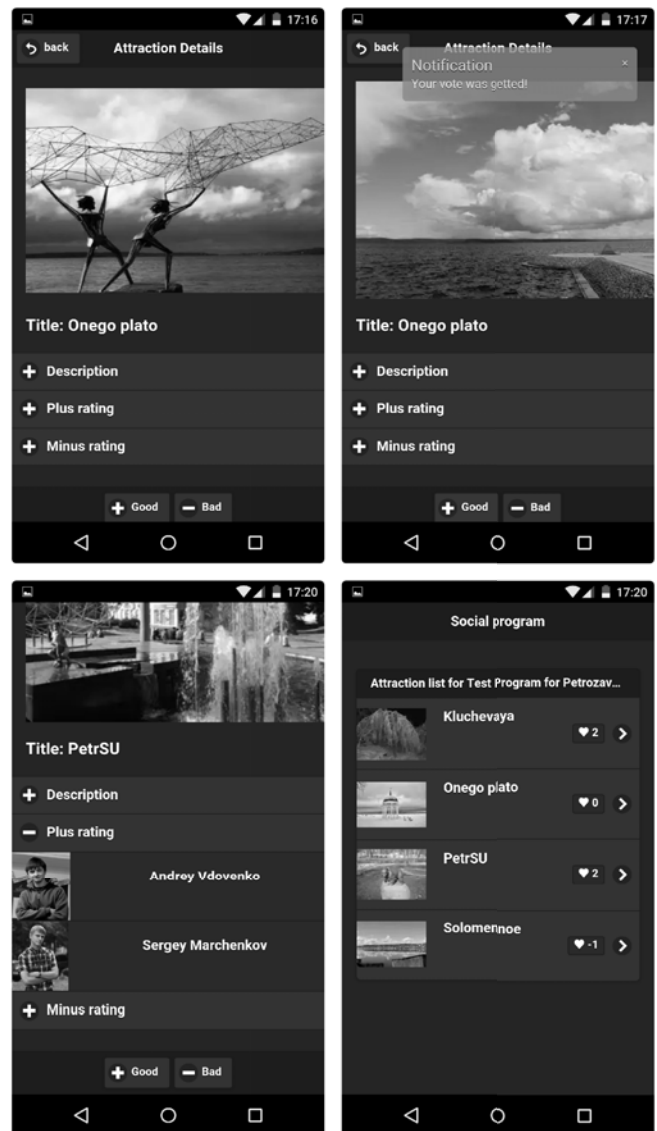 17:16
back
Attraction Details
Title: Onego plato
Description
Plus rating
Minus rating
Good
Bad
17:17
back
Attraction Details
Notification
×
Your vote was getted!
Title: Onego plato
Description
Plus rating
Minus rating
Good
Bad
17:20
Title: PetrSU
Description
Plus rating
Andrey Vdovenko
Sergey Marchenkov
Minus rating
Good
Bad
17:20
Social program
Attraction list for Test Program for Petrozav...
Kluchevaya
2
Onego plato
0
PetrSU
2
Solomennoe
-1